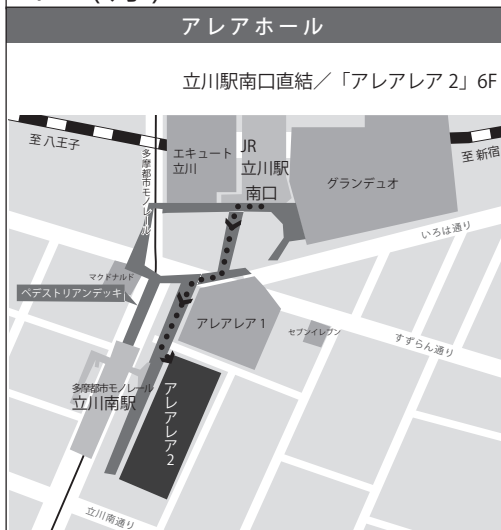 アレアホール
立川駅南口直結／「アレアレア 2」6F
至 八王子
多摩都市モノレール
エキュート
立川
JR
立川駅
南口
グランデュオ
至 新宿
いろは通り
マクドナルド
ペデストリアンデッキ
アレアレア 1
セブンイレブン
すずらん通り
多摩都市モノレール
立川南駅
アレアレア 2
立川南通り